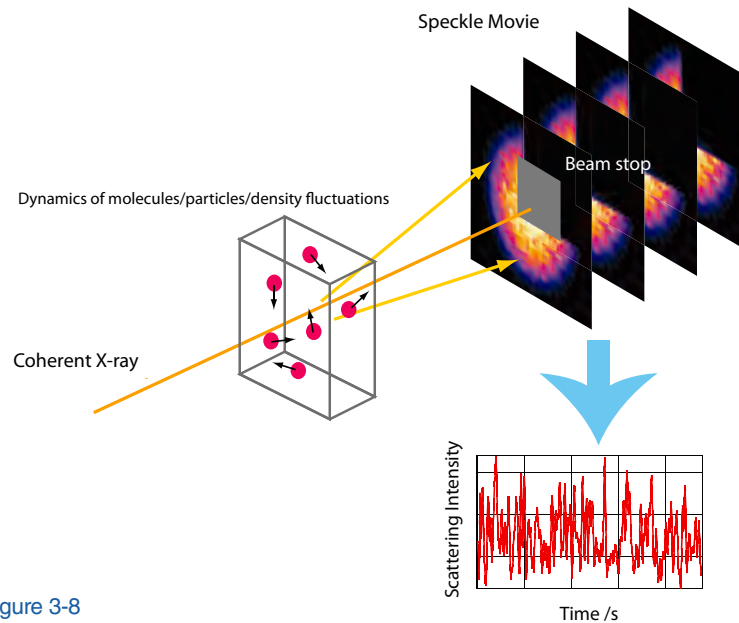 Speckle Movie
Beam stop
Dynamics of molecules/particles/density fluctuations
Coherent X-ray
Scattering Intensity
Time /s
gure 3-8